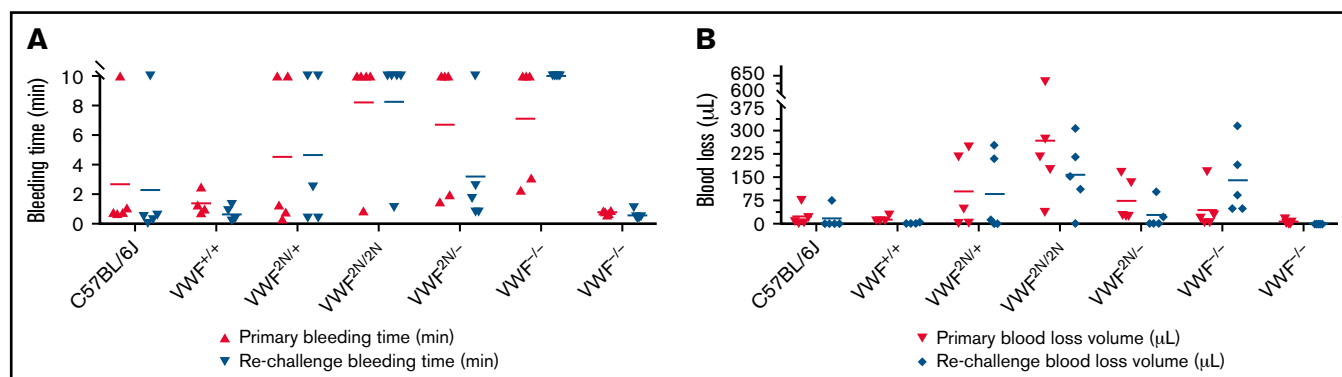 A
Bleeding time (min)
10
8
6
4
2
0
C57BL/6J
VWF+/+
VWF2N/+
VWF2N/2N
VWF2N/-
VWF-/-
VWF-/-
Primary bleeding time (min)
Re-challenge bleeding time (min)
B
Blood loss (µL)
650
600
375
300
225
150
75
0
C57BL/6J
VWF+/+
VWF2N/+
VWF2N/2N
VWF2N/-
VWF-/-
VWF-/-
Primary blood loss volume (µL)
Re-challenge blood loss volume (µL)